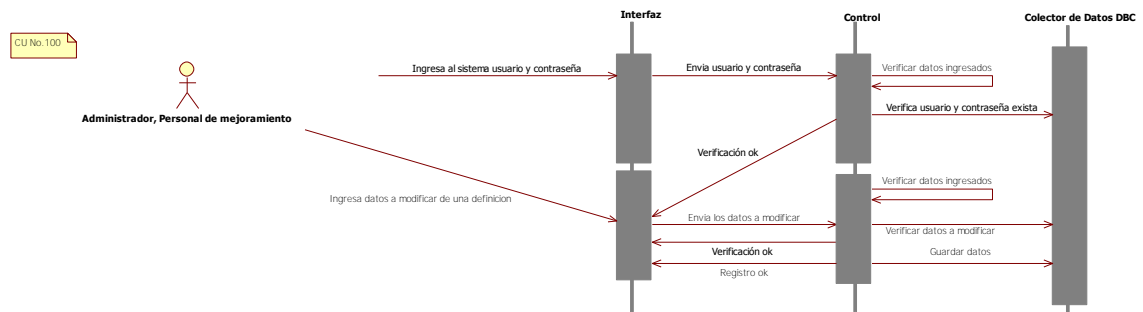 Interfaz
Control
Colector de Datos DBC
CU No.100
Ingresa al sistema usuario y contraseña
Envia usuario y contraseña
Verificar datos ingresados
Verifica usuario y contraseña exista
Administrador, Personal de mejoramiento
Verificación ok
Verificar datos ingresados
Ingresa datos a modificar de una definicion
Envia los datos a modificar
Verificar datos a modificar
Verificación ok
Guardar datos
Registro ok